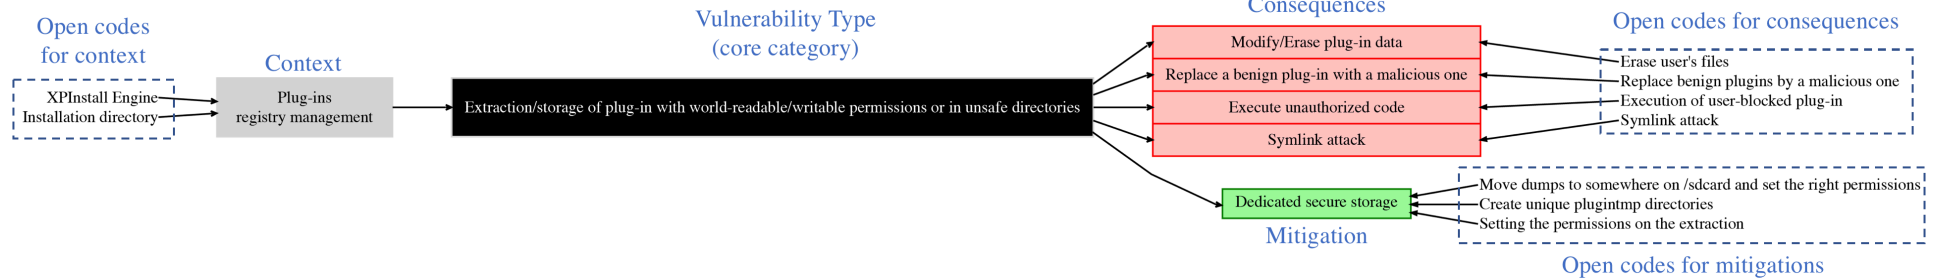 Open codes
for context
XPInstall Engine
Installation directory
Context
Plug-ins
registry management
Vulnerability Type
(core category)
Extraction/storage of plug-in with world-readable/writable permissions or in unsafe directories
Consequences
Modify/Erase plug-in data
Replace a benign plug-in with a malicious one
Execute unauthorized code
Symlink attack
Open codes for consequences
Erase user's files
Replace benign plugins by a malicious one
Execution of user-blocked plug-in
Symlink attack
Dedicated secure storage
Mitigation
Move dumps to somewhere on /sdcard and set the right permissions
Create unique plugintmp directories
Setting the permissions on the extraction
Open codes for mitigations